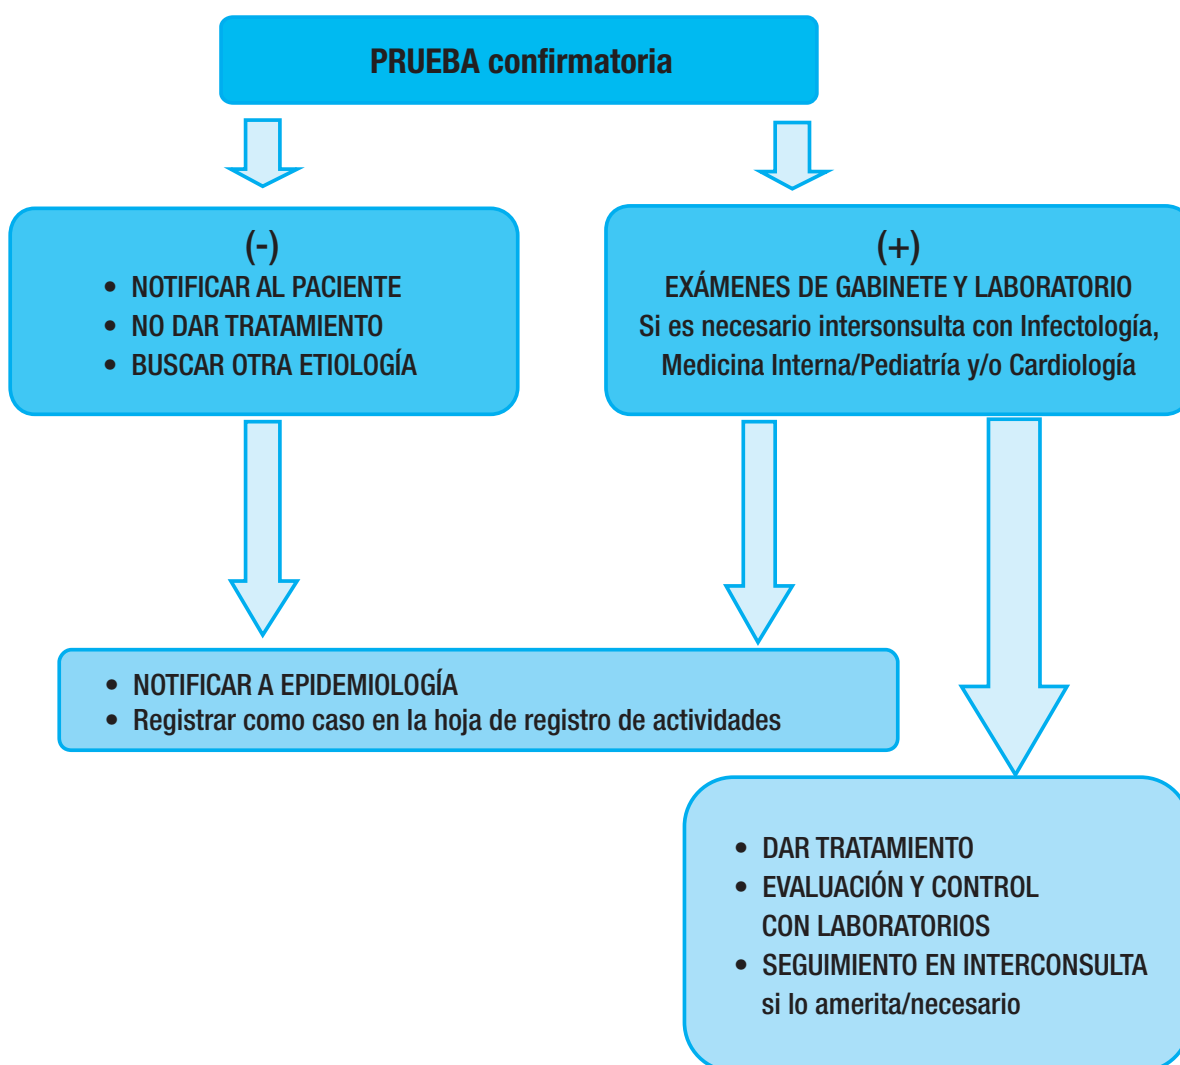 PRUEBA confirmatoria
(-)
• NOTIFICAR AL PACIENTE
• NO DAR TRATAMIENTO
• BUSCAR OTRA ETIOLOGÍA
(+)
EXÁMENES DE GABINETE Y LABORATORIO
Si es necesario intersonsulta con Infectología,
Medicina Interna/Pediatría y/o Cardiología
• NOTIFICAR A EPIDEMIOLOGÍA
• Registrar como caso en la hoja de registro de actividades
• DAR TRATAMIENTO
• EVALUACIÓN Y CONTROL
CON LABORATORIOS
• SEGUIMIENTO EN INTERCONSULTA
si lo amerita/necesario